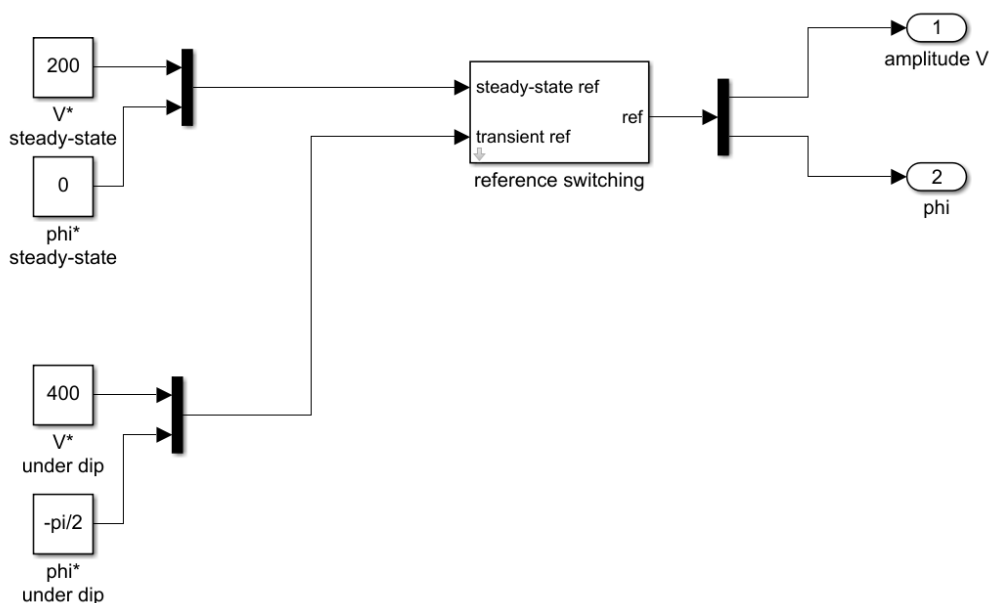 200
V*
steady-state
0
phi*
steady-state
steady-state ref
transient ref
ref
reference switching
1
amplitude V
2
phi
400
V*
under dip
-pi/2
phi*
under dip